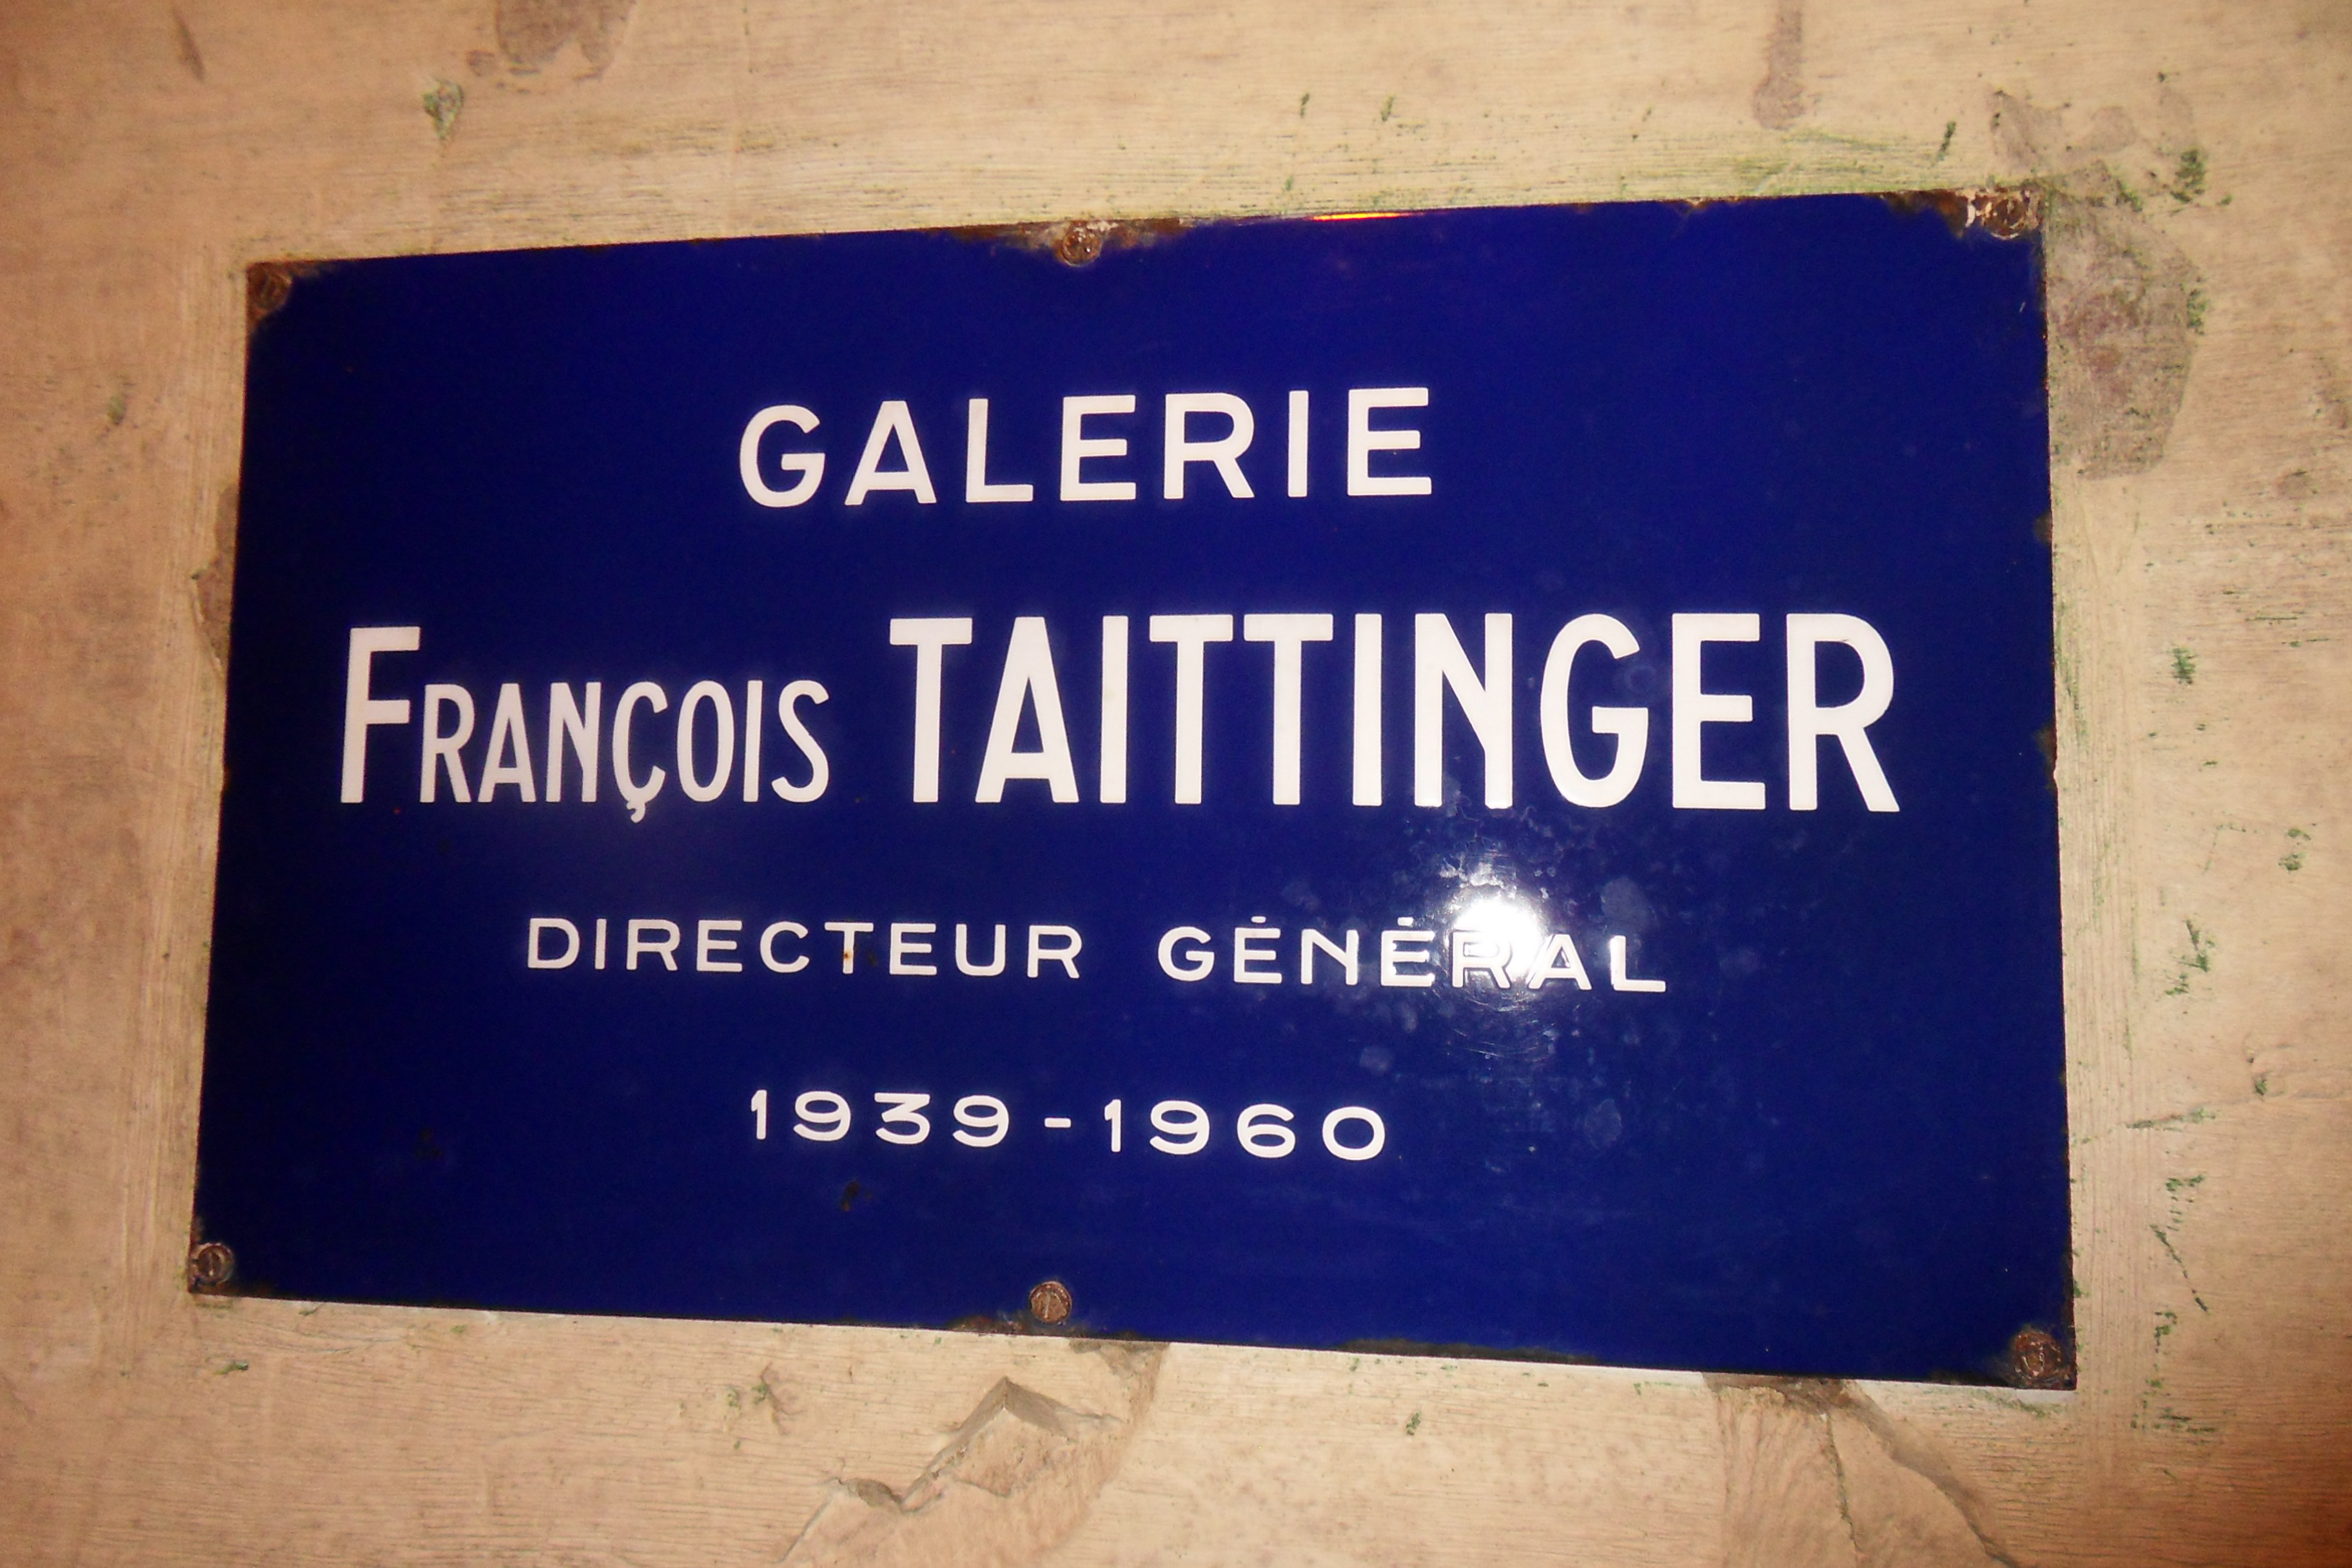 GALERIE
FRANÇOIS TAITTINGER
DIRECTEUR GÉNÉRAL
1939-1960